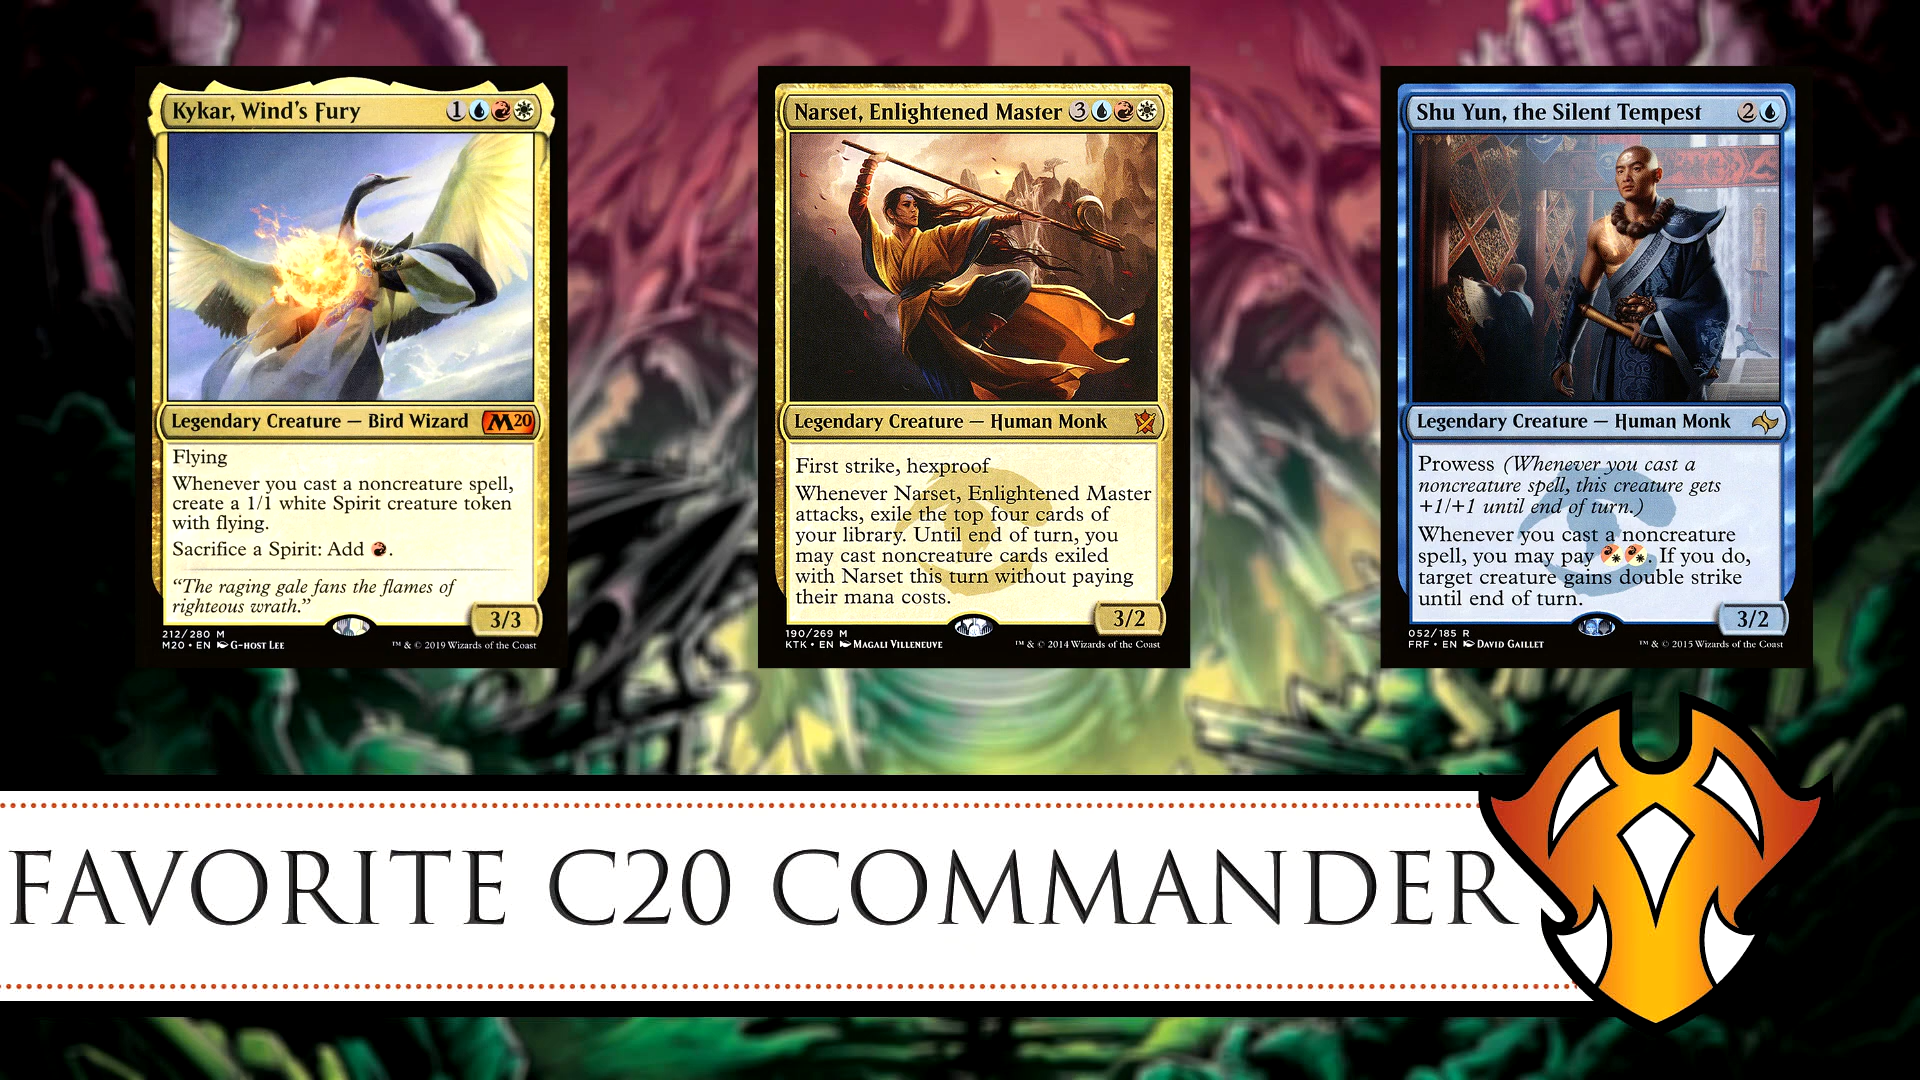 Kykar, Wind's Fury 1
Legendary Creature — Bird Wizard M20
Flying
Whenever you cast a noncreature spell,
create a 1/1 white Spirit creature token
with flying.
Sacrifice a Spirit: Add .
“The raging gale fans the flames of
righteous wrath.”
3/3
212/280 M
M20 • EN G-host Lee
™ & © 2019 Wizards of the Coast
Narset, Enlightened Master 3
Legendary Creature — Human Monk
First strike, hexproof
Whenever Narset, Enlightened Master
attacks, exile the top four cards of
your library. Until end of turn, you
may cast noncreature cards exiled
with Narset this turn without paying
their mana costs.
3/2
190/269 M
KTK • EN Magali Villeneuve
™ & © 2014 Wizards of the Coast
Shu Yun, the Silent Tempest 2
Legendary Creature — Human Monk
Prowess (Whenever you cast a
noncreature spell, this creature gets
+1/+1 until end of turn.)
Whenever you cast a noncreature
spell, you may pay . If you do,
target creature gains double strike
until end of turn.
3/2
052/185 R
FRF • EN David Gaillet
™ & © 2015 Wizards of the Coast
FAVORITE C20 COMMANDER